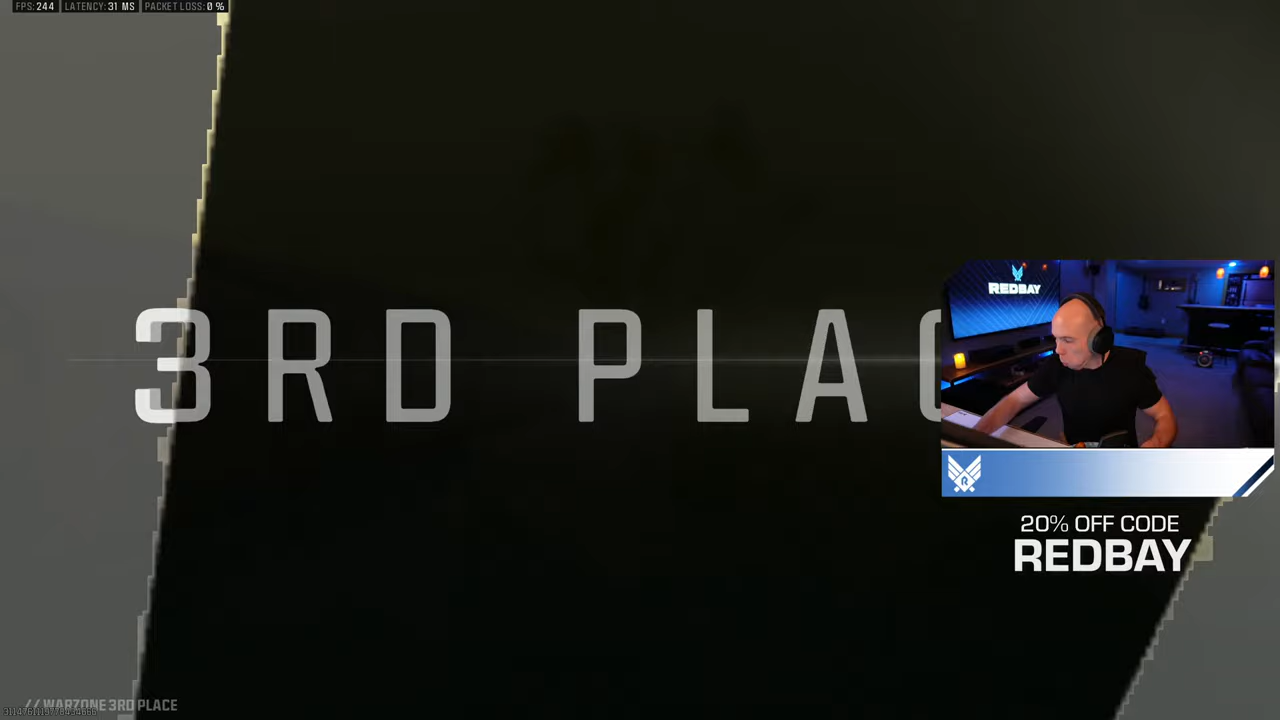 FPS: 244 LATENCY: 31 MS PACKET LOSS: 0 %
REDBAY
3RD PLAC
R
20% OFF CODE
REDBAY
// WARZONE 3RD PLACE